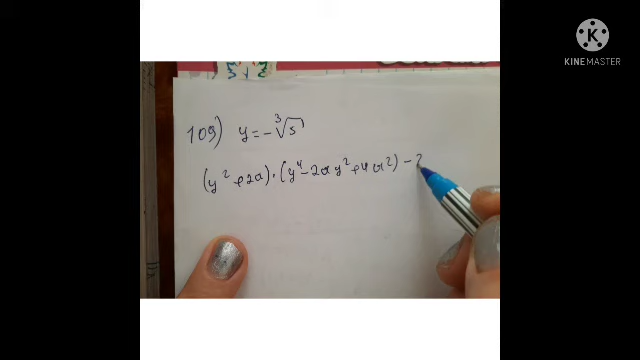 KINEMASTER
109) y = -∛5
(y² + 2a) · (y⁴ - 2ay² + 4a²) -